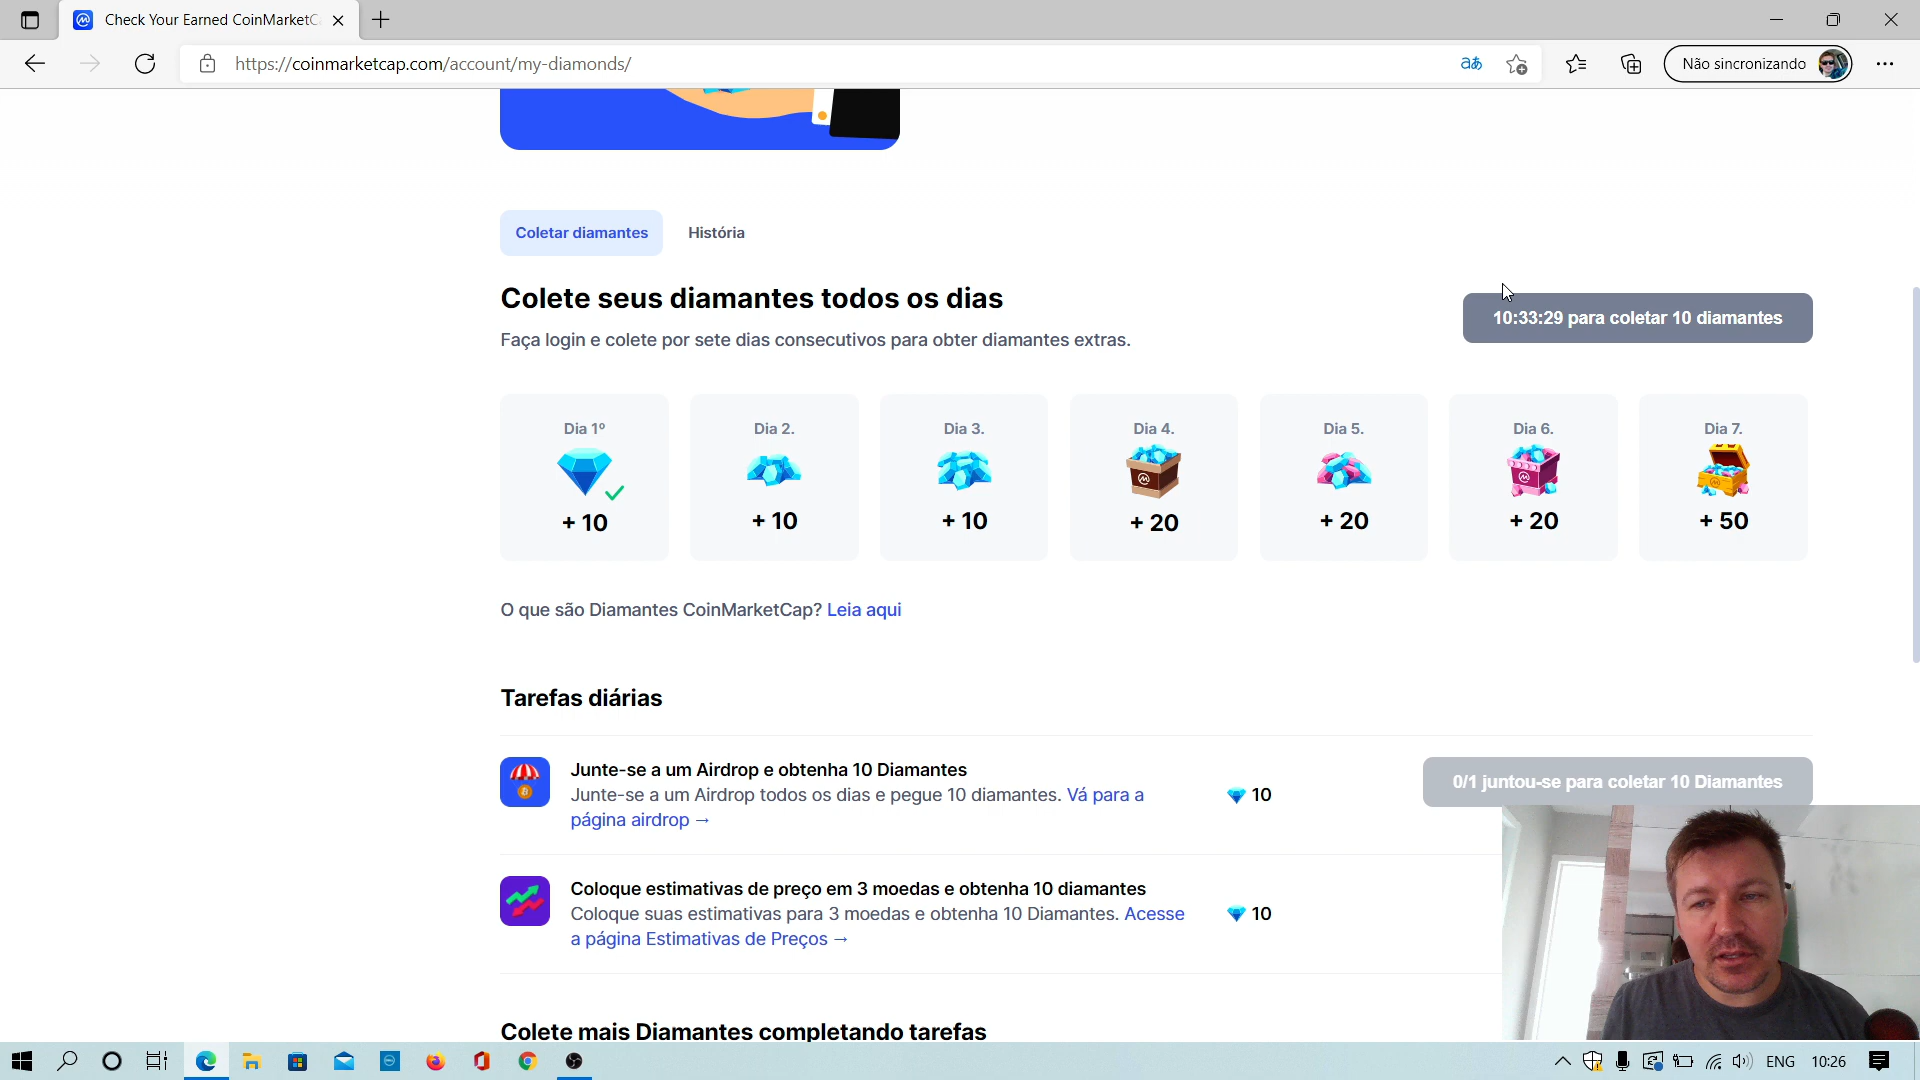 Check Your Earned CoinMarketC
https://coinmarketcap.com/account/my-diamonds/
aあ
Não sincronizando
Coletar diamantes
História
Colete seus diamantes todos os dias
Faça login e colete por sete dias consecutivos para obter diamantes extras.
10:33:29 para coletar 10 diamantes
Dia 1º
+ 10
Dia 2.
+ 10
Dia 3.
+ 10
Dia 4.
+ 20
Dia 5.
+ 20
Dia 6.
+ 20
Dia 7.
+ 50
O que são Diamantes CoinMarketCap? Leia aqui
Tarefas diárias
Junte-se a um Airdrop e obtenha 10 Diamantes
Junte-se a um Airdrop todos os dias e pegue 10 diamantes. Vá para a
página airdrop →
10
0/1 juntou-se para coletar 10 Diamantes
Coloque estimativas de preço em 3 moedas e obtenha 10 diamantes
Coloque suas estimativas para 3 moedas e obtenha 10 Diamantes. Acesse
a página Estimativas de Preços →
10
Colete mais Diamantes completando tarefas
ENG
10:26